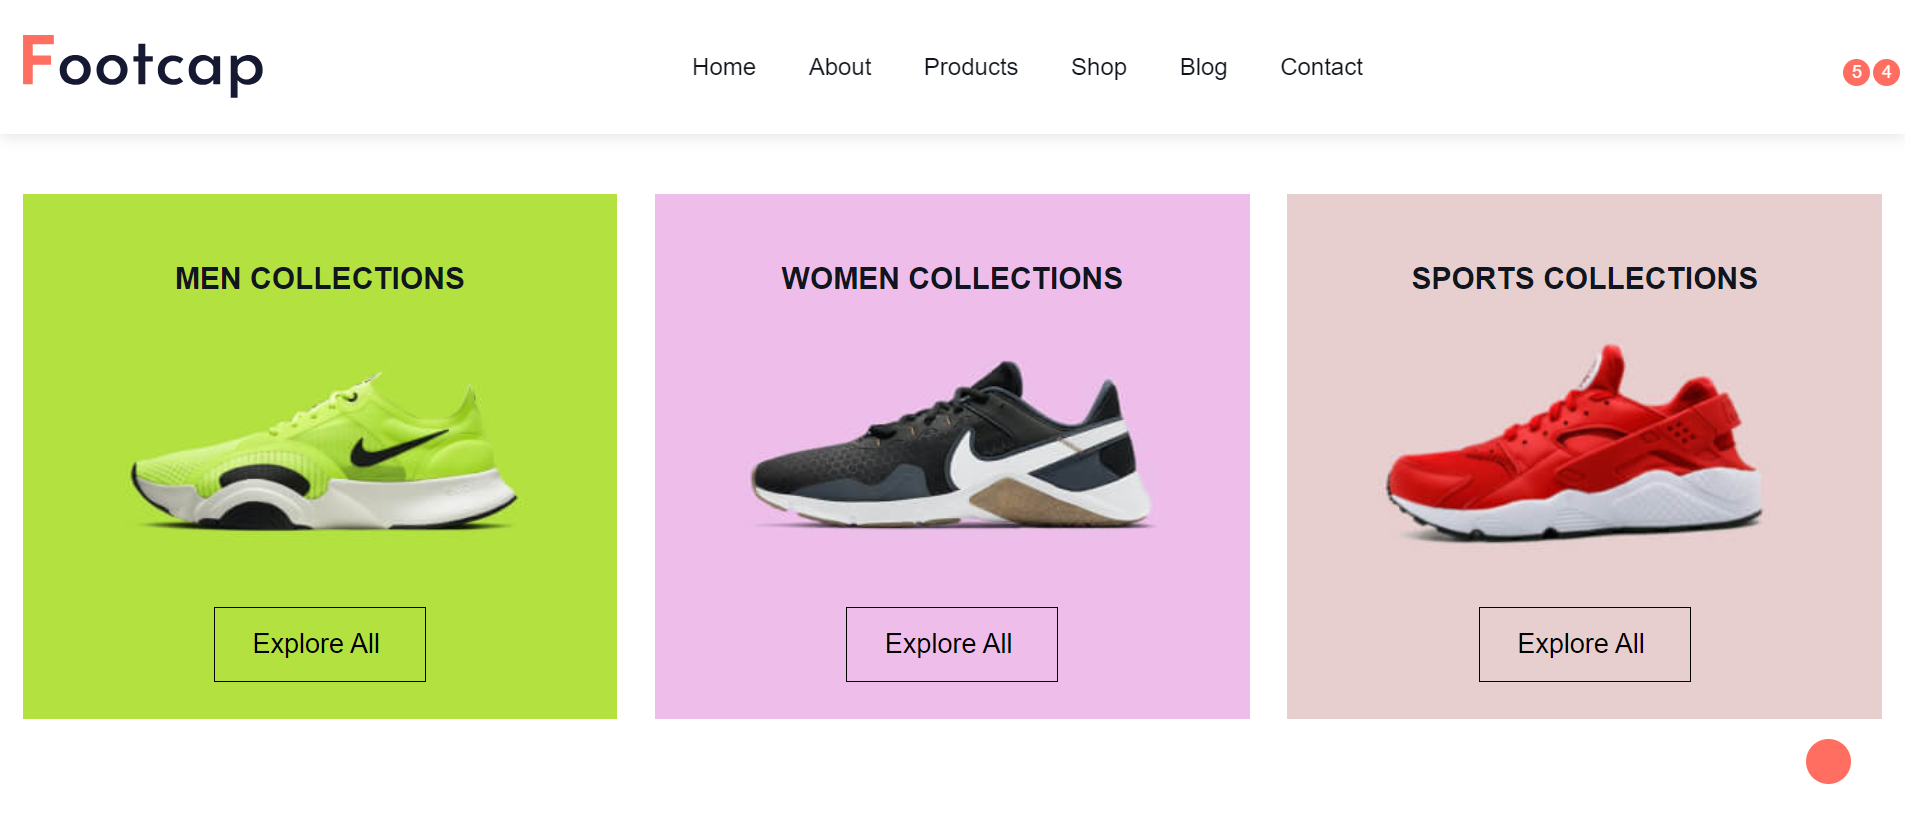 Footcap
Home About Products Shop Blog Contact
5 4
MEN COLLECTIONS
WOMEN COLLECTIONS
SPORTS COLLECTIONS
Explore All
Explore All
Explore All